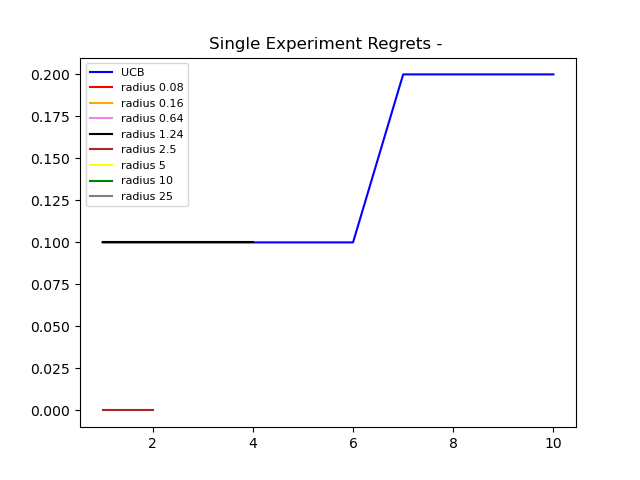 Single Experiment Regrets -
UCB
radius 0.08
radius 0.16
radius 0.64
radius 1.24
radius 2.5
radius 5
radius 10
radius 25
0.200
0.175
0.150
0.125
0.100
0.075
0.050
0.025
0.000
2 4 6 8 10